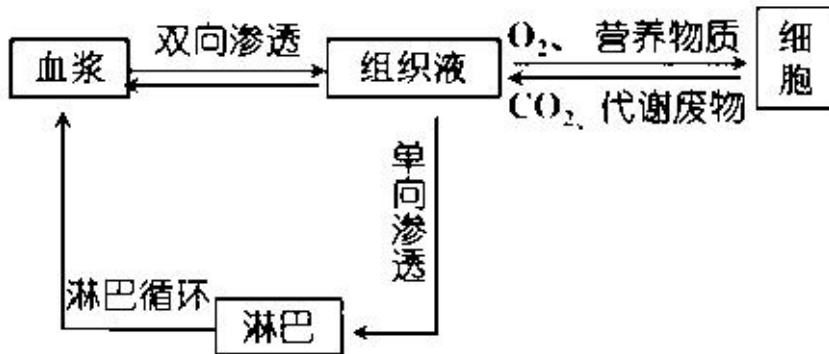 双向渗透
血浆
组织液
O₂、营养物质
CO₂、代谢废物
细胞
单向渗透
淋巴循环
淋巴